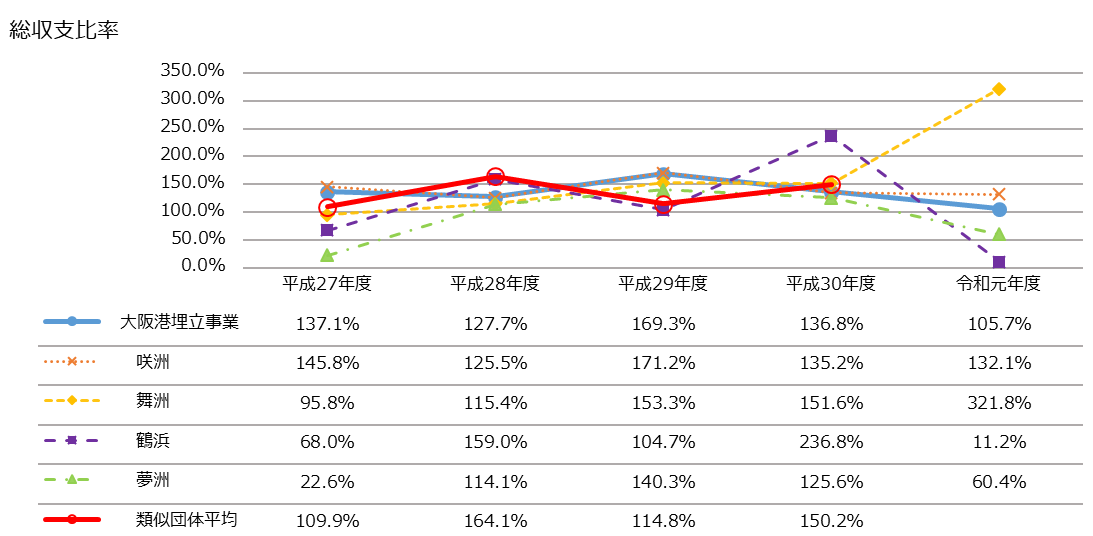 総収支比率
350.0%
300.0%
250.0%
200.0%
150.0%
100.0%
50.0%
0.0%
平成27年度 平成28年度 平成29年度 平成30年度 令和元年度
大阪港埋立事業 137.1% 127.7% 169.3% 136.8% 105.7%
咲洲 145.8% 125.5% 171.2% 135.2% 132.1%
舞洲 95.8% 115.4% 153.3% 151.6% 321.8%
鶴浜 68.0% 159.0% 104.7% 236.8% 11.2%
夢洲 22.6% 114.1% 140.3% 125.6% 60.4%
類似団体平均 109.9% 164.1% 114.8% 150.2%